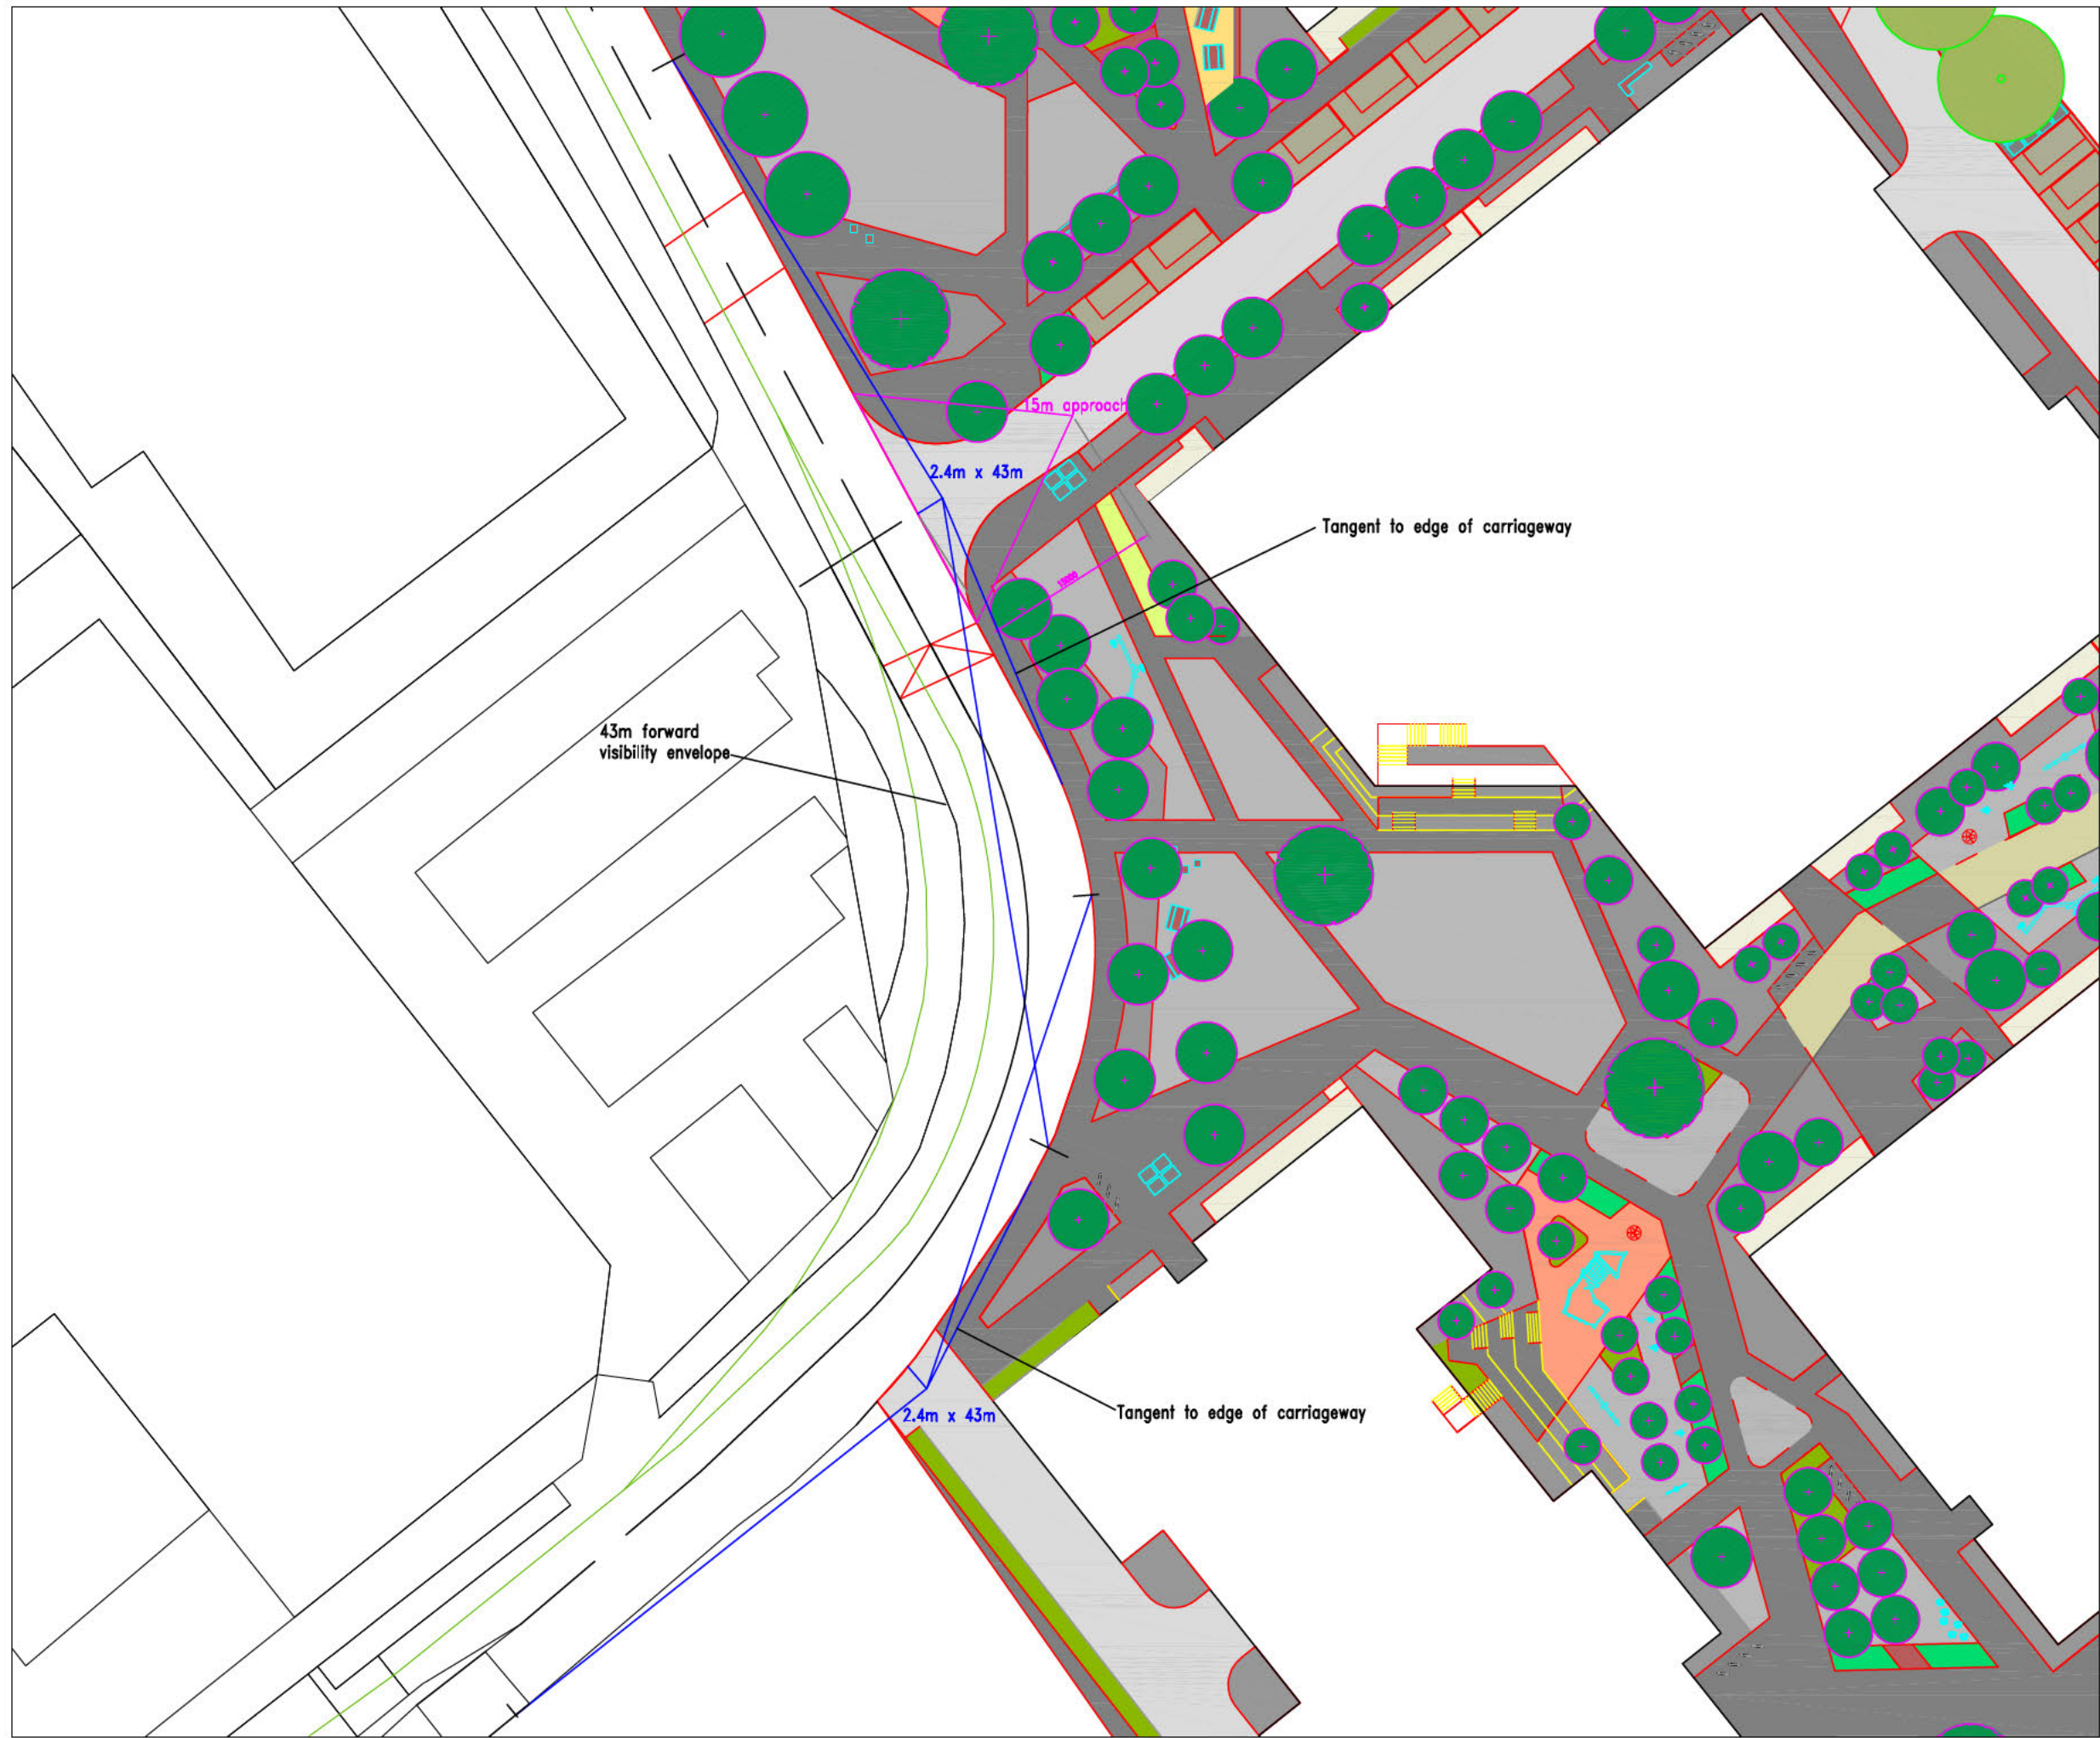 15m approach
2.4m x 43m
Tangent to edge of carriageway
15000
43m forward
visibility envelope
Tangent to edge of carriageway
2.4m x 43m